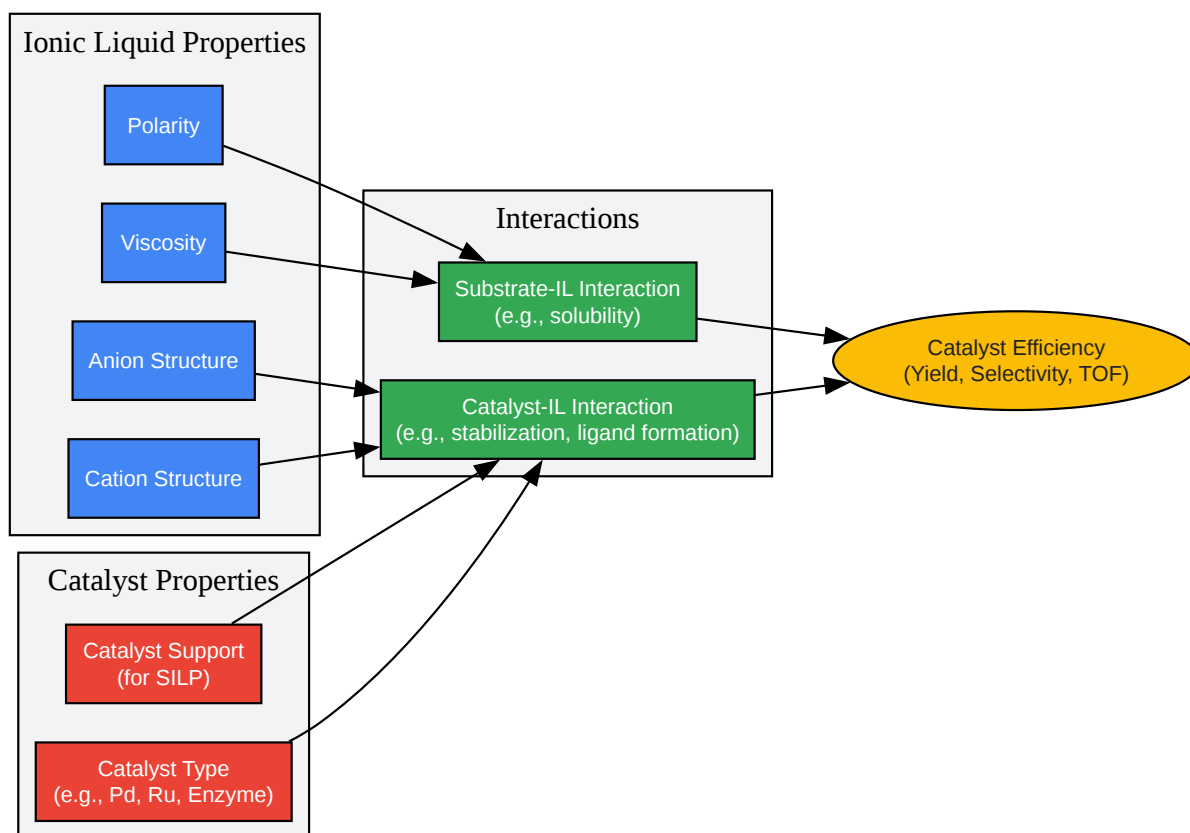 Ionic Liquid Properties
Polarity
Viscosity
Anion Structure
Cation Structure
Interactions
Substrate-IL Interaction
(e.g., solubility)
Catalyst-IL Interaction
(e.g., stabilization, ligand formation)
Catalyst Efficiency
(Yield, Selectivity, TOF)
Catalyst Properties
Catalyst Support
(for SILP)
Catalyst Type
(e.g., Pd, Ru, Enzyme)